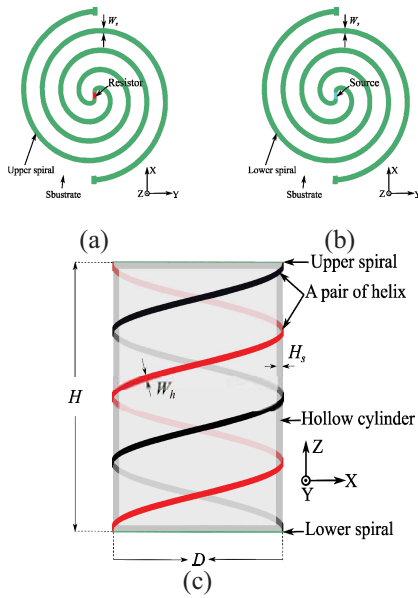 Ws
Resistor
Upper spiral
Sbustrate
X
Z
Y
(a)
Ws
Source
Lower spiral
Sbustrate
X
Z
Y
(b)
Upper spiral
A pair of helix
Hs
H
Wh
Hollow cylinder
Z
X
Y
Lower spiral
D
(c)